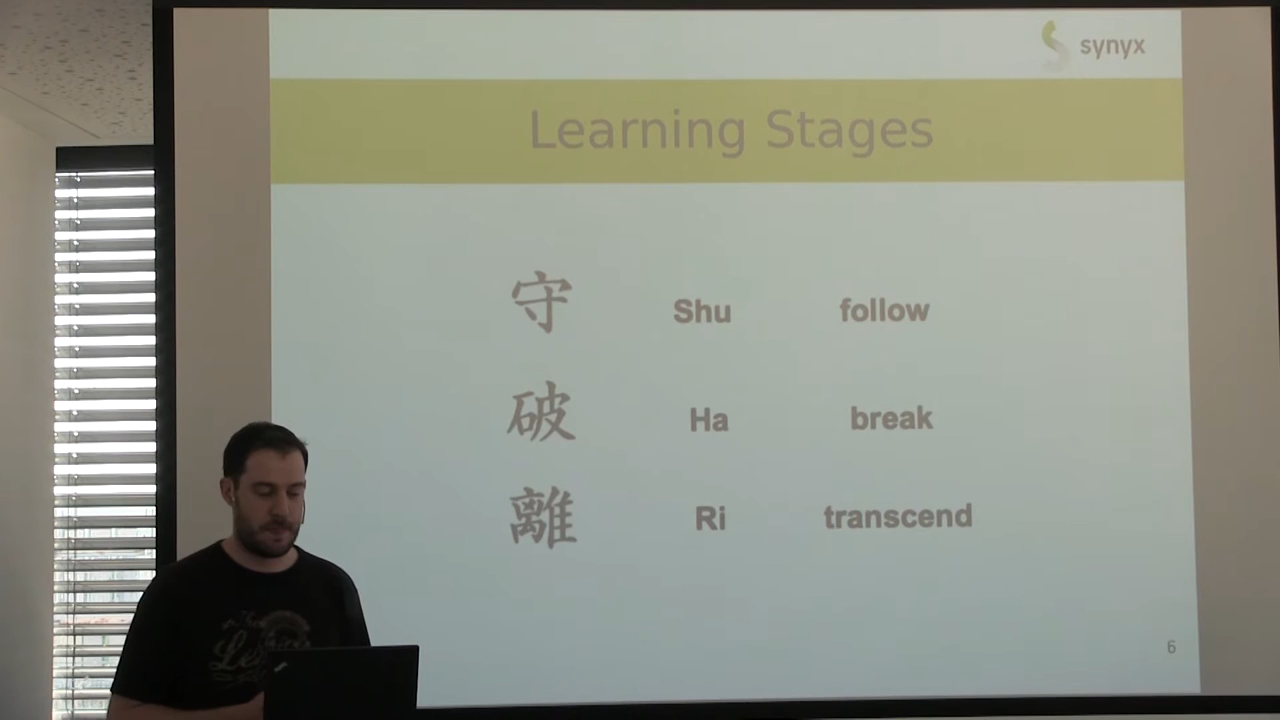 synyx
Learning Stages
守 Shu follow
破 Ha break
離 Ri transcend
6